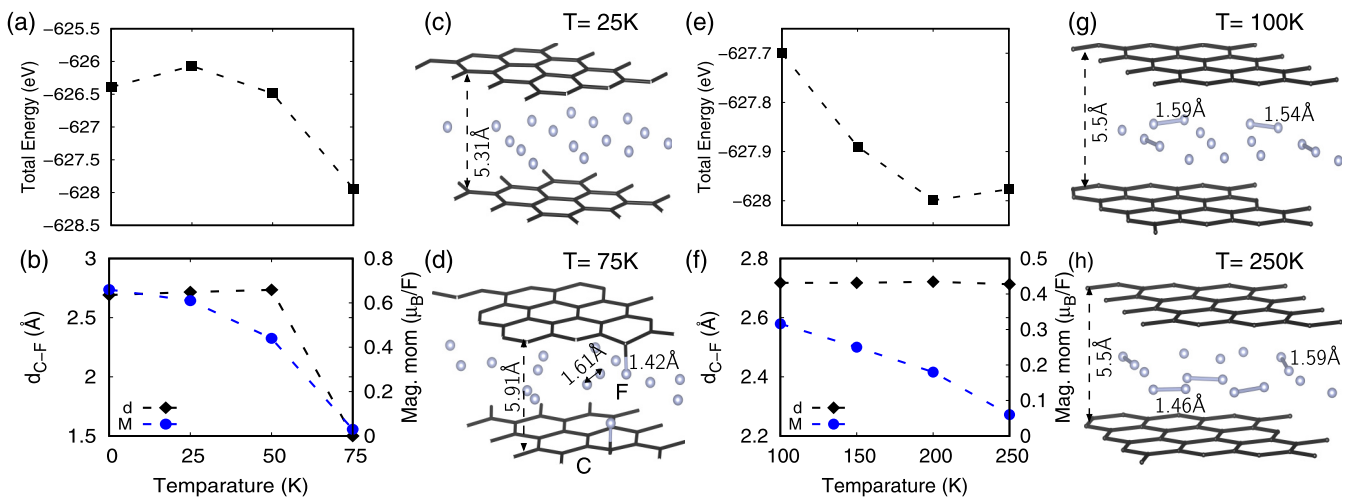 (a)
Total Energy (eV)
−625.5
−626
−626.5
−627
−627.5
−628
−628.5
(b)
d_C−F (Å)
3
2.5
2
1.5
d
M
0 25 50 75
Temparature (K)
0.8
0.6
0.4
0.2
0
Mag. mom (μ_B/F)
(c) T= 25K
5.31Å
(d) T= 75K
5.91Å
1.61Å
1.42Å
F
C
(e)
Total Energy (eV)
−627.7
−627.8
−627.9
−628
(f)
d_C−F (Å)
2.8
2.6
2.4
2.2
d
M
100 150 200 250
Temparature (K)
0.5
0.4
0.3
0.2
0.1
0
Mag. mom (μ_B/F)
(g) T= 100K
5.5Å
1.59Å
1.54Å
(h) T= 250K
5.5Å
1.59Å
1.46Å